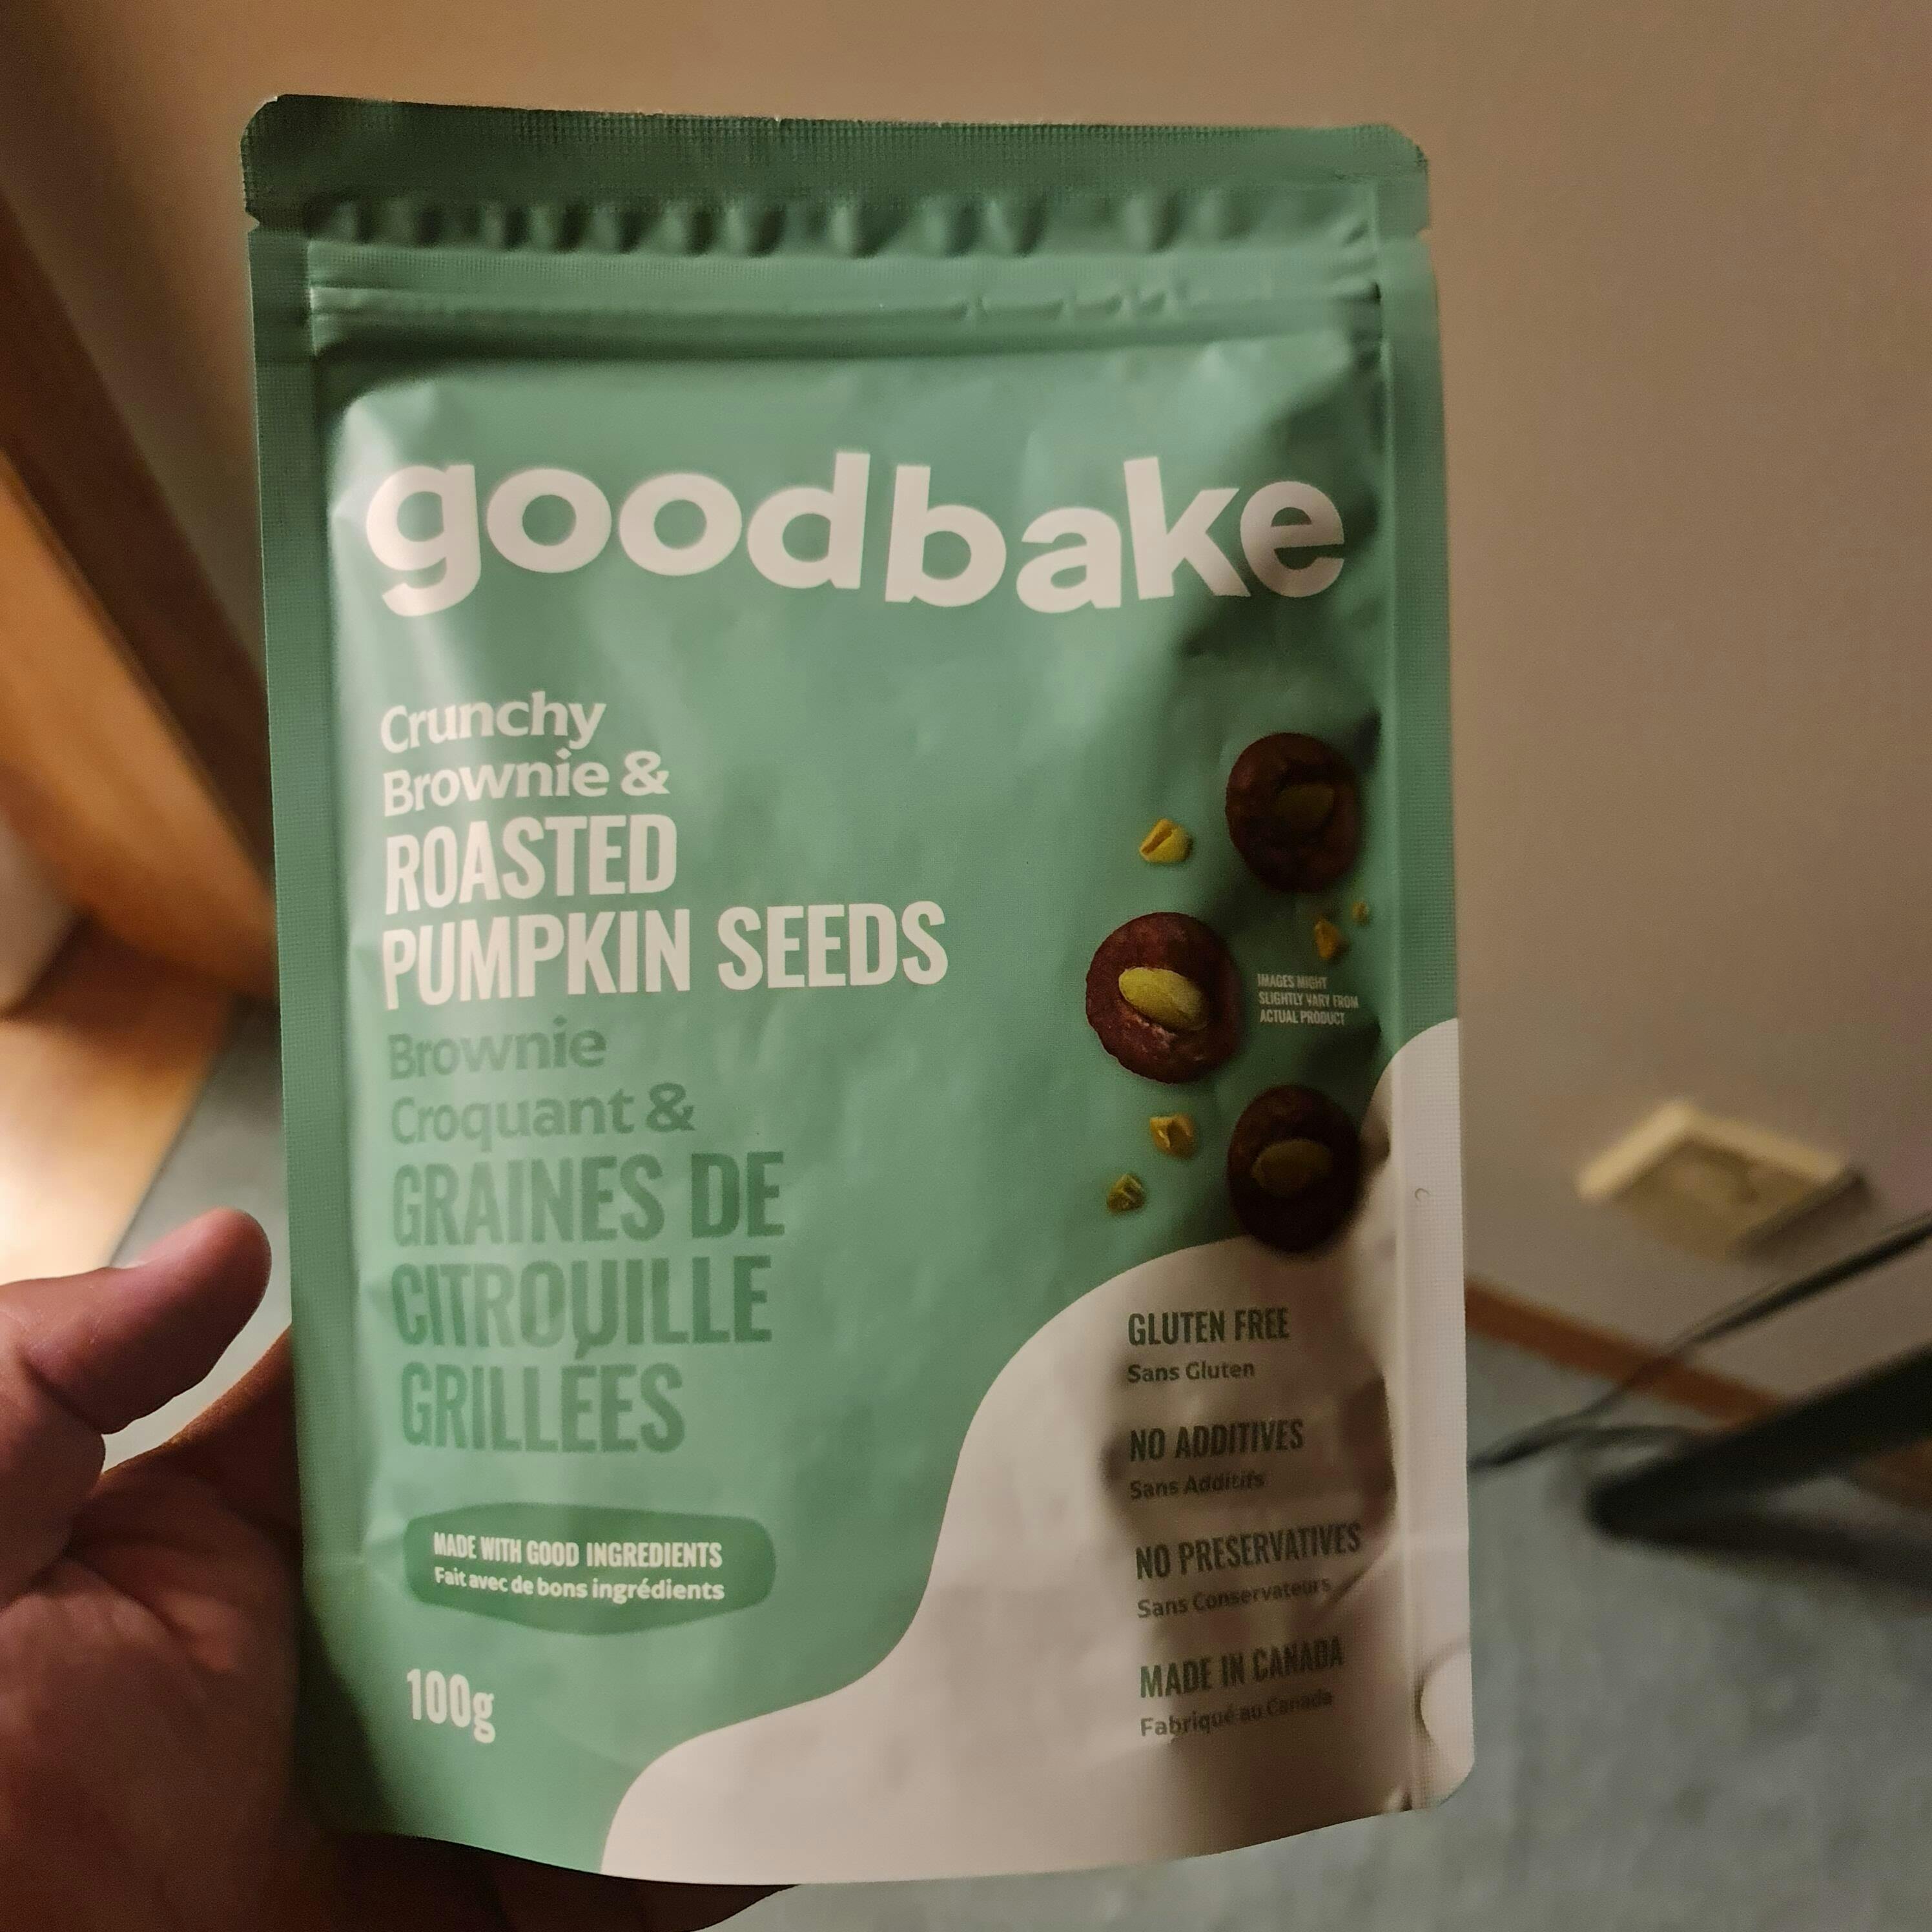 goodbake
Crunchy
Brownie &
ROASTED
PUMPKIN SEEDS
Brownie
Croquant &
GRAINES DE
CITROUILLE
GRILLÉES
IMAGES MIGHT
SLIGHTLY VARY FROM
ACTUAL PRODUCT
GLUTEN FREE
Sans Gluten
NO ADDITIVES
Sans Additifs
NO PRESERVATIVES
Sans Conservateurs
MADE IN CANADA
Fabriqué au Canada
MADE WITH GOOD INGREDIENTS
Fait avec de bons ingrédients
100g